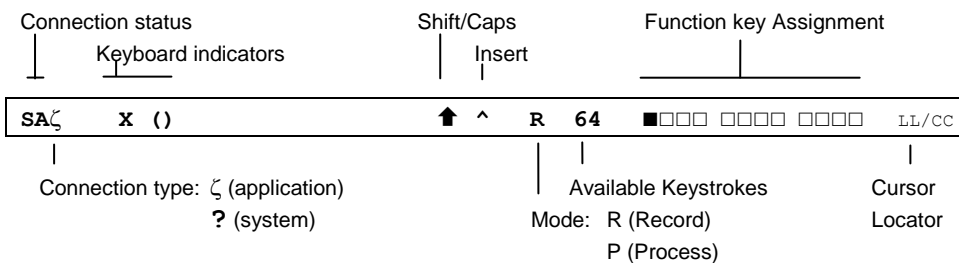 Connection status Shift/Caps Function key Assignment
Keyboard indicators Insert
SAζ X () ⬆ ^ R 64 ■□□□ □□□□ □□□□ LL/CC
Connection type: ζ (application) Available Keystrokes Cursor
? (system) Mode: R (Record) Locator
P (Process)